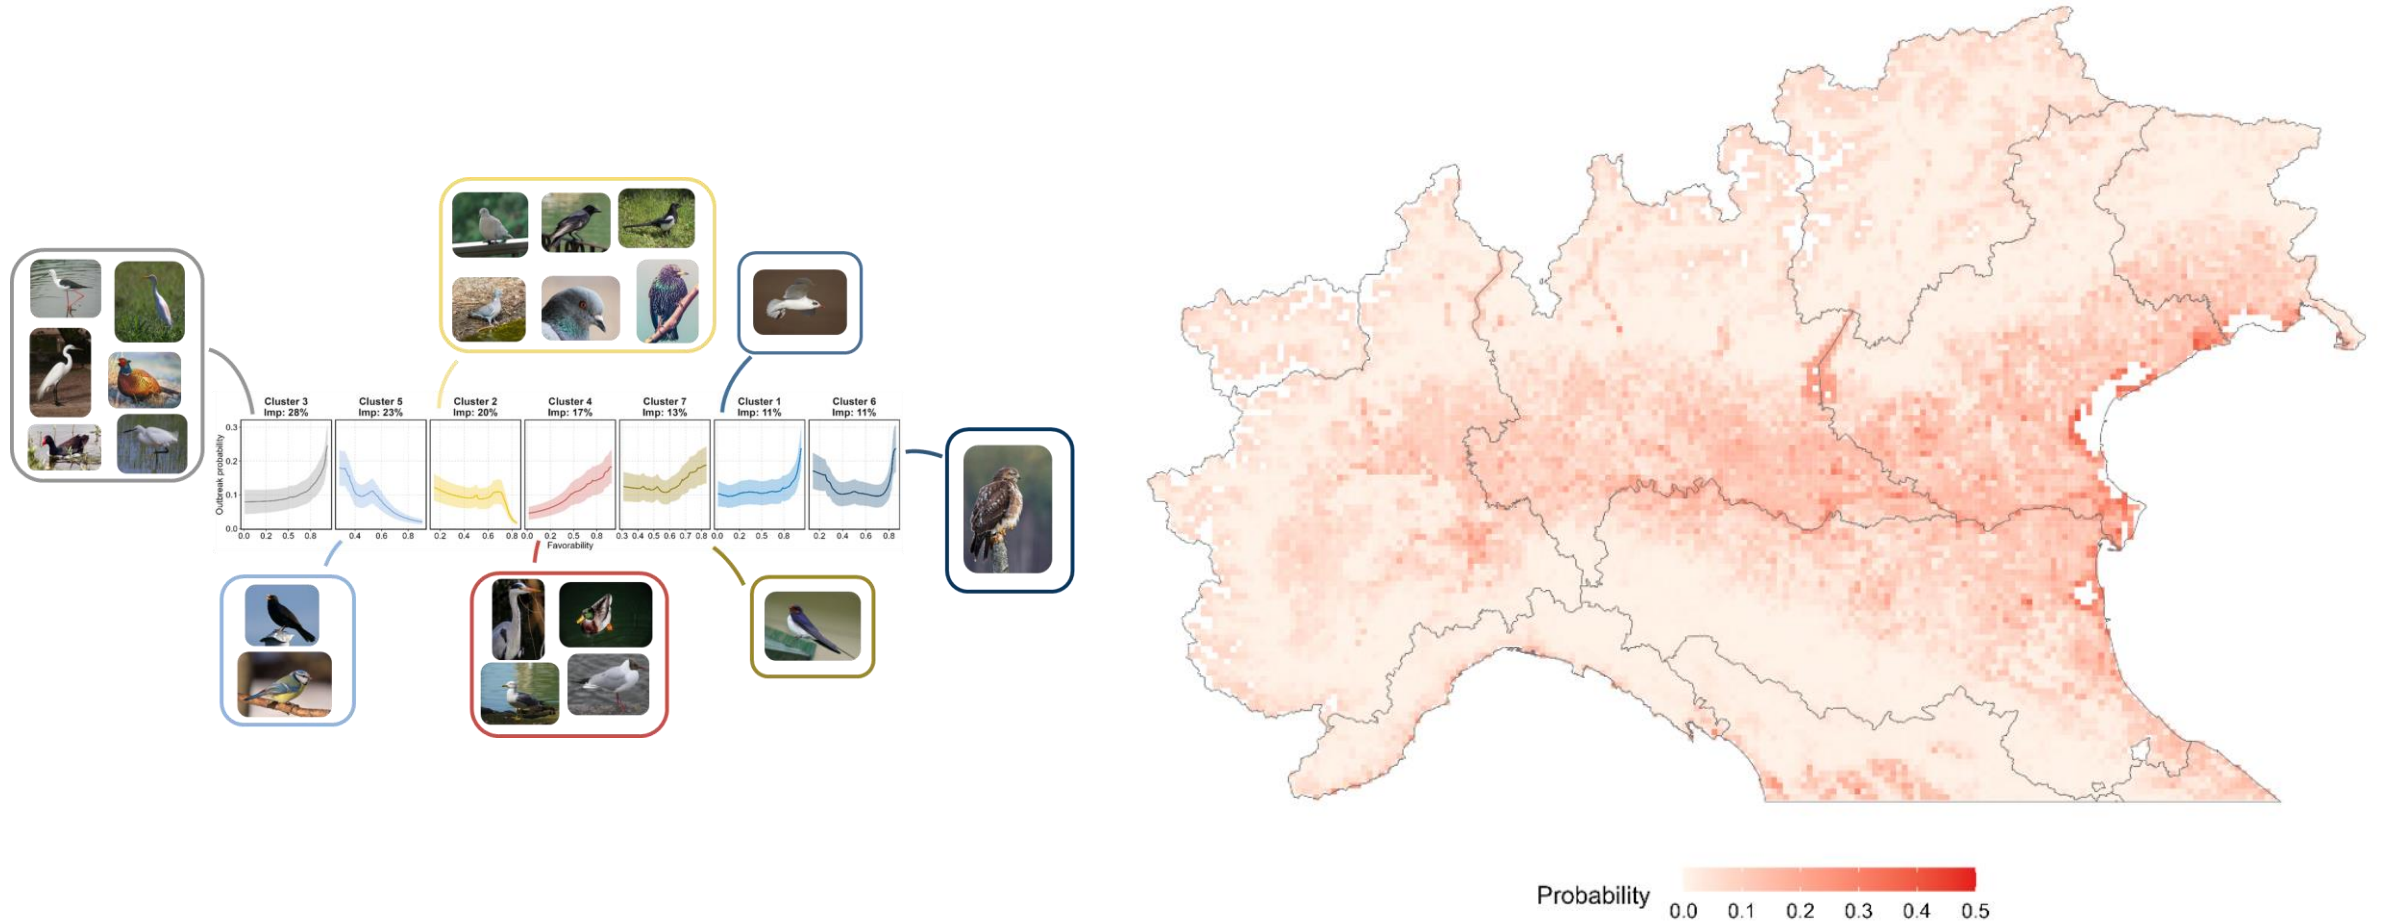 Cluster 3 Cluster 5 Cluster 2 Cluster 4 Cluster 7 Cluster 1 Cluster 6
Imp: 28% Imp: 23% Imp: 20% Imp: 17% Imp: 13% Imp: 11% Imp: 11%
Outbreak probability
0.3
0.2
0.1
0.0
0.0 0.2 0.5 0.8 0.4 0.6 0.8 0.2 0.4 0.6 0.8 0.0 0.2 0.5 0.8 0.3 0.4 0.5 0.6 0.7 0.8 0.0 0.2 0.5 0.8 0.2 0.4 0.6 0.8
Favorability
Probability
0.0 0.1 0.2 0.3 0.4 0.5